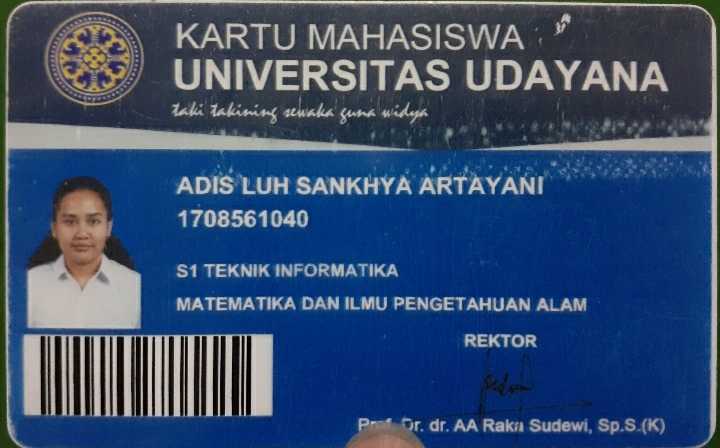 KARTU MAHASISWA
UNIVERSITAS UDAYANA
taki takining sewaka guna widya
ADIS LUH SANKHYA ARTAYANI
1708561040
S1 TEKNIK INFORMATIKA
MATEMATIKA DAN ILMU PENGETAHUAN ALAM
REKTOR
Prof. Dr. dr. AA Raka Sudewi, Sp.S.(K)